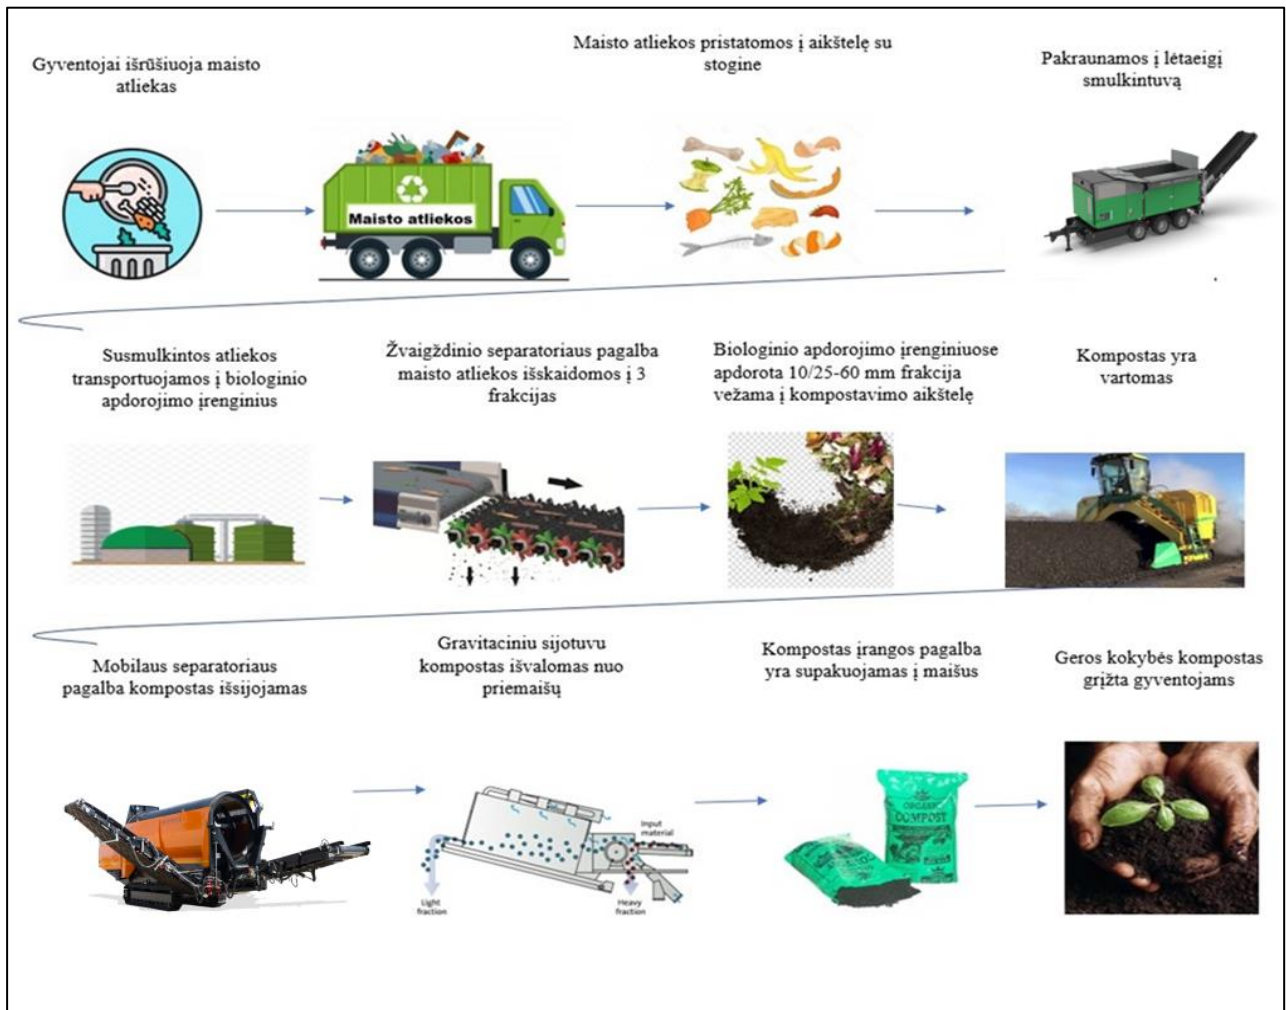 Gyventojai išrūšiuoja maisto
atliekas
Maisto atliekos pristatomos į aikštelę su
stogine
Pakraunamos į lėtaeigį
smulkintuvą
Maisto atliekos
Susmulkintos atliekos
transportuojamos į biologinio
apdorojimo įrenginius
Žvaigždinio separatoriaus pagalba
maisto atliekos išskaidomos į 3
frakcijas
Biologinio apdorojimo įrenginiuose
apdorota 10/25-60 mm frakcija
vežama į kompostavimo aikštelę
Kompostas yra
vartomas
Mobilaus separatoriaus
pagalba kompostas išsijojamas
Gravitaciniu sijotuvu
kompostas išvalomas nuo
priemaišų
Kompostas įrangos pagalba
yra supakuojamas į maišus
Geros kokybės kompostas
grįžta gyventojams
Input
material
Light
fraction
Heavy
fraction
ORGANIC
COMPOST